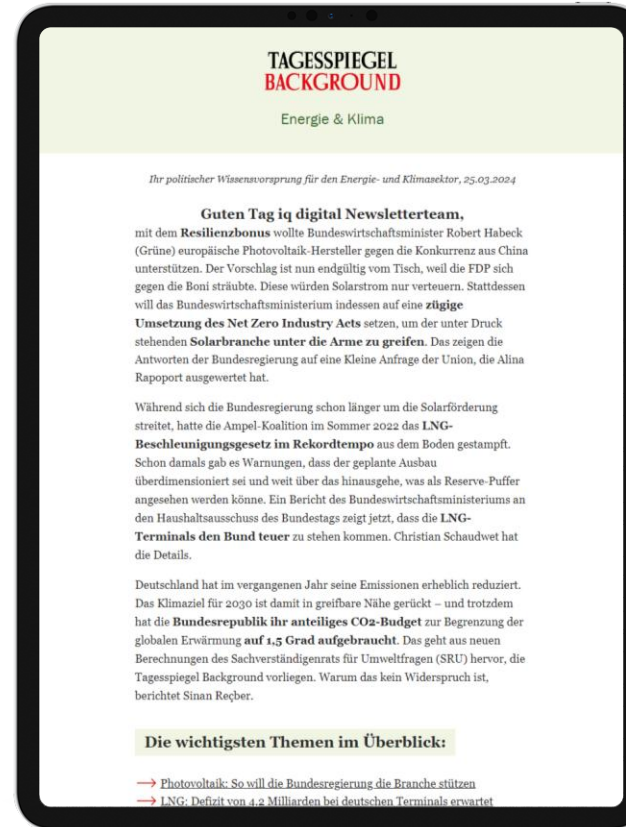 TAGESSPIEGEL
BACKGROUND
Energie & Klima
Ihr politischer Wissensvorsprung für den Energie- und Klimasektor, 25.03.2024
Guten Tag iq digital Newsletterteam,
mit dem Resilienzbonus wollte Bundeswirtschaftsminister Robert Habeck
(Grüne) europäische Photovoltaik-Hersteller gegen die Konkurrenz aus China
unterstützen. Der Vorschlag ist nun endgültig vom Tisch, weil die FDP sich
gegen die Boni sträubte. Diese würden Solarstrom nur verteuern. Stattdessen
will das Bundeswirtschaftsministerium indessen auf eine zügige
Umsetzung des Net Zero Industry Acts setzen, um der unter Druck
stehenden Solarbranche unter die Arme zu greifen. Das zeigen die
Antworten der Bundesregierung auf eine Kleine Anfrage der Union, die Alina
Rapoport ausgewertet hat.
Während sich die Bundesregierung schon länger um die Solarförderung
streitet, hatte die Ampel-Koalition im Sommer 2022 das LNG-
Beschleunigungsgesetz im Rekordtempo aus dem Boden gestampft.
Schon damals gab es Warnungen, dass der geplante Ausbau
überdimensioniert sei und weit über das hinausgehe, was als Reserve-Puffer
angesehen werden könne. Ein Bericht des Bundeswirtschaftsministeriums an
den Haushaltsausschuss des Bundestags zeigt jetzt, dass die LNG-
Terminals den Bund teuer zu stehen kommen. Christian Schaudwet hat
die Details.
Deutschland hat im vergangenen Jahr seine Emissionen erheblich reduziert.
Das Klimaziel für 2030 ist damit in greifbare Nähe gerückt – und trotzdem
hat die Bundesrepublik ihr anteiliges CO2-Budget zur Begrenzung der
globalen Erwärmung auf 1,5 Grad aufgebraucht. Das geht aus neuen
Berechnungen des Sachverständigenrats für Umweltfragen (SRU) hervor, die
Tagesspiegel Background vorliegen. Warum das kein Widerspruch ist,
berichtet Sinan Reçber.
Die wichtigsten Themen im Überblick:
→ Photovoltaik: So will die Bundesregierung die Branche stützen
→ LNG: Defizit von 4,2 Milliarden bei deutschen Terminals erwartet